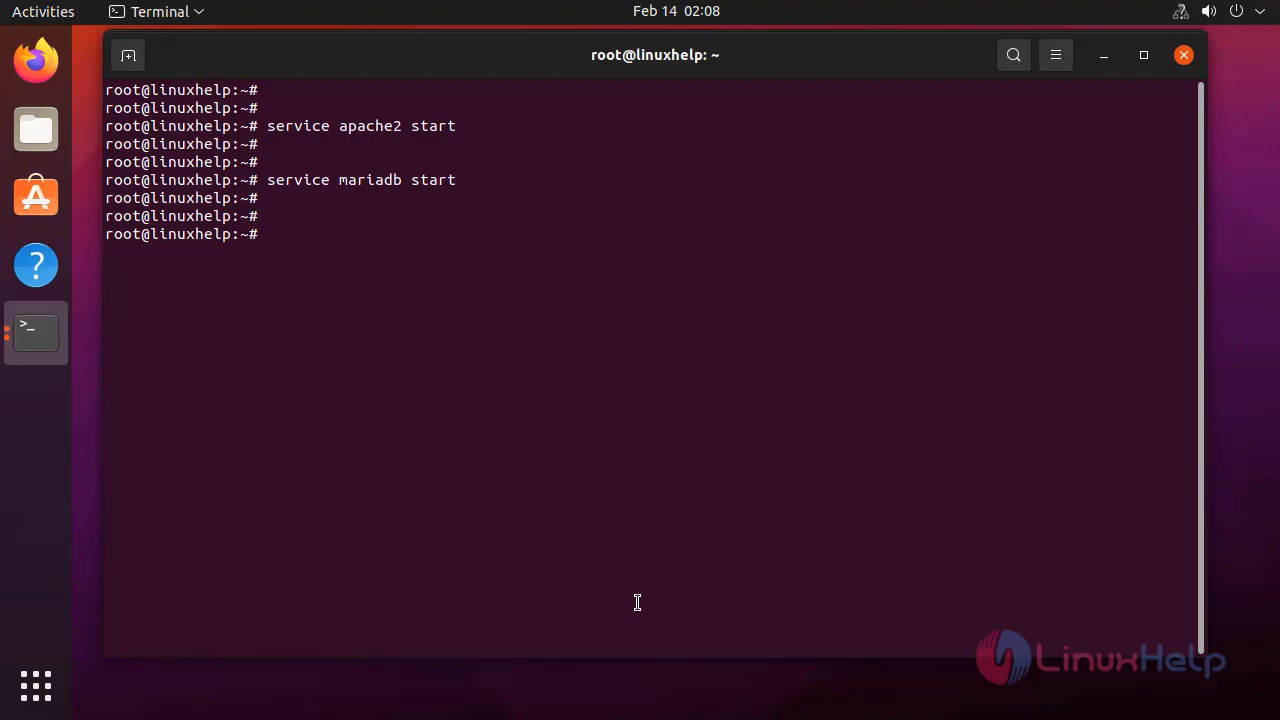 Activities Terminal Feb 14 02:08
root@linuxhelp: ~
root@linuxhelp:~#
root@linuxhelp:~#
root@linuxhelp:~# service apache2 start
root@linuxhelp:~#
root@linuxhelp:~#
root@linuxhelp:~# service mariadb start
root@linuxhelp:~#
root@linuxhelp:~#
root@linuxhelp:~#
>_
LinuxHelp